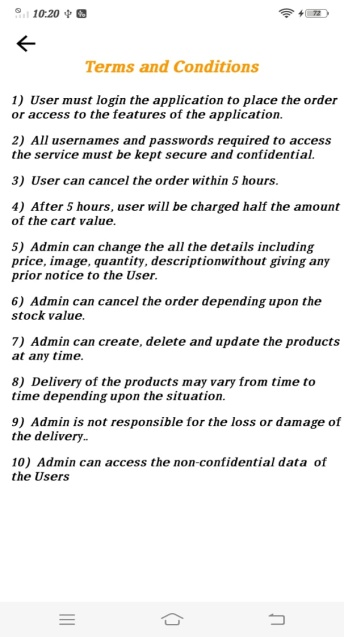 10:20
72
Terms and Conditions
1) User must login the application to place the order
or access to the features of the application.
2) All usernames and passwords required to access
the service must be kept secure and confidential.
3) User can cancel the order within 5 hours.
4) After 5 hours, user will be charged half the amount
of the cart value.
5) Admin can change the all the details including
price, image, quantity, descriptionwithout giving any
prior notice to the User.
6) Admin can cancel the order depending upon the
stock value.
7) Admin can create, delete and update the products
at any time.
8) Delivery of the products may vary from time to
time depending upon the situation.
9) Admin is not responsible for the loss or damage of
the delivery..
10) Admin can access the non-confidential data of
the Users